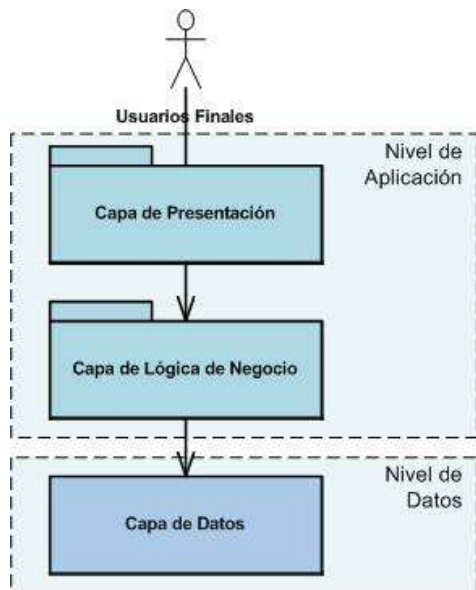 Usuarios Finales
Nivel de
Aplicación
Capa de Presentación
Capa de Lógica de Negocio
Nivel de
Datos
Capa de Datos